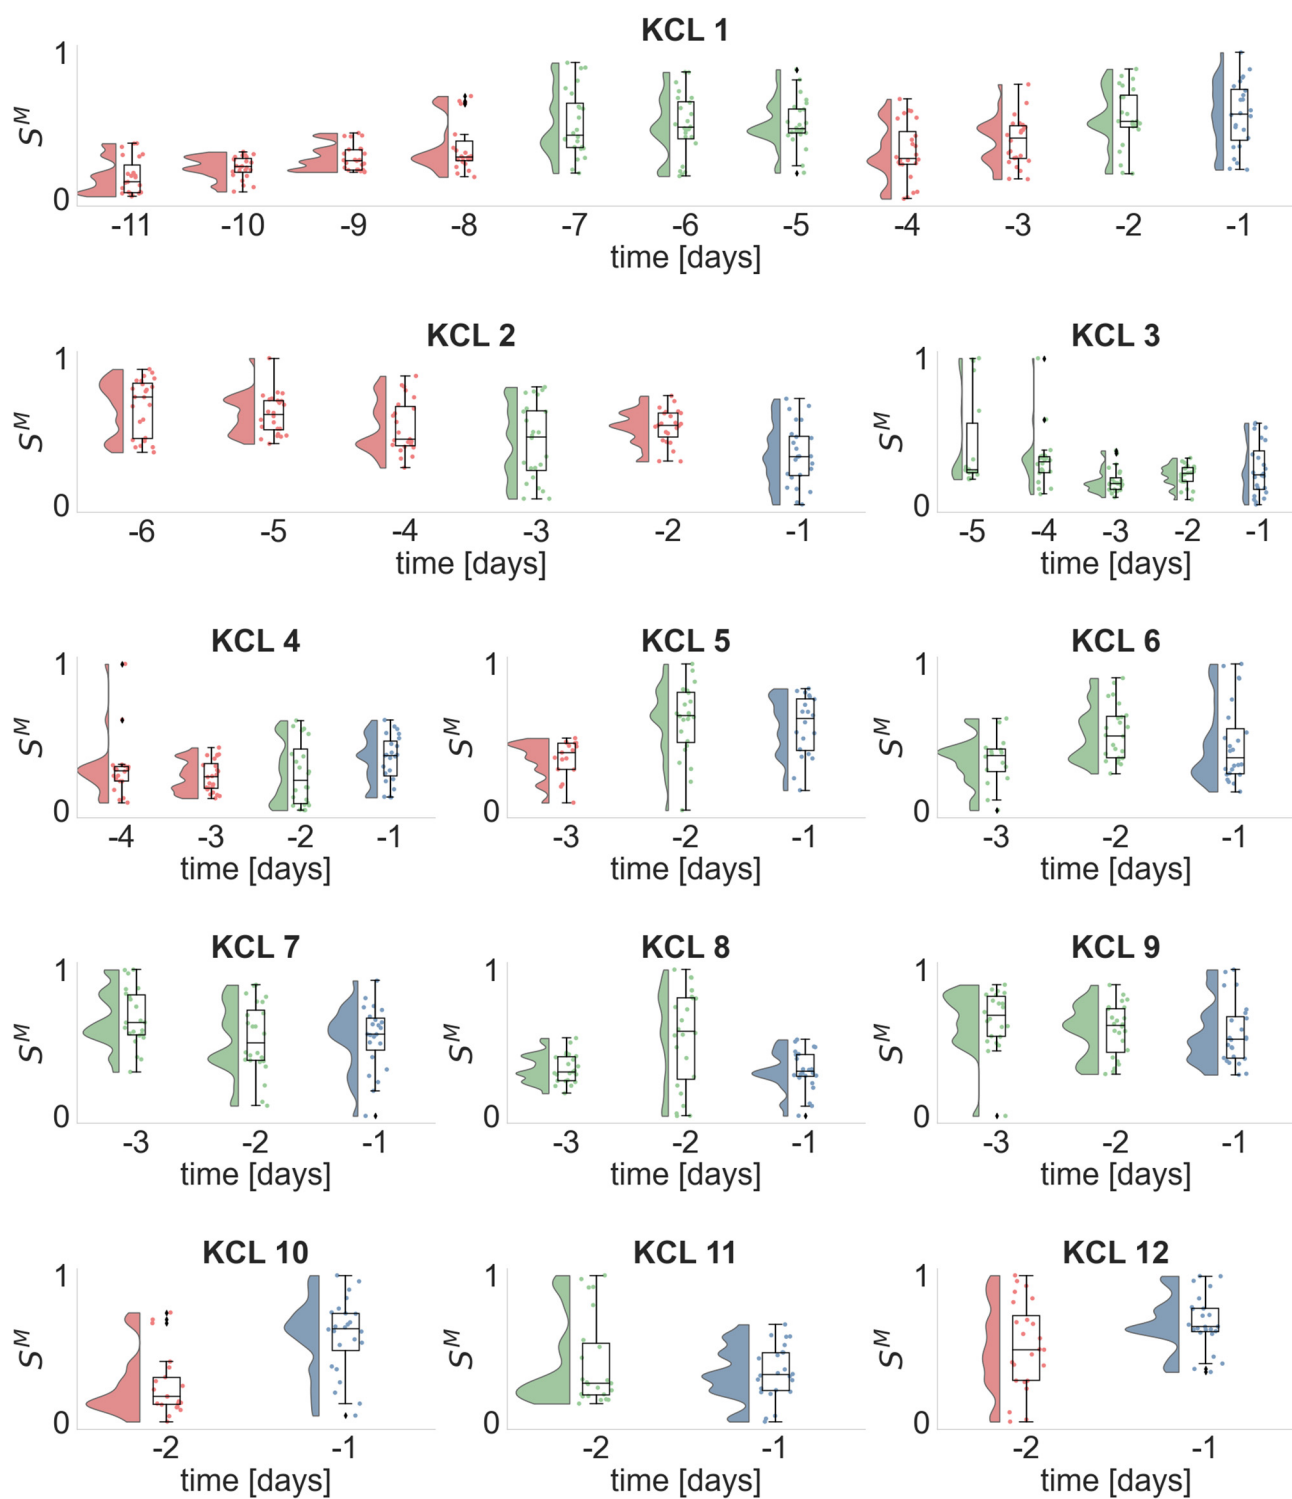 KCL 1
1
S^M
0
-11 -10 -9 -8 -7 -6 -5 -4 -3 -2 -1
time [days]
KCL 2 KCL 3
1 1
S^M S^M
0 0
-6 -5 -4 -3 -2 -1 -5 -4 -3 -2 -1
time [days] time [days]
KCL 4 KCL 5 KCL 6
1 1 1
S^M S^M S^M
0 0 0
-4 -3 -2 -1 -3 -2 -1 -3 -2 -1
time [days] time [days] time [days]
KCL 7 KCL 8 KCL 9
1 1 1
S^M S^M S^M
0 0 0
-3 -2 -1 -3 -2 -1 -3 -2 -1
time [days] time [days] time [days]
KCL 10 KCL 11 KCL 12
1 1 1
S^M S^M S^M
0 0 0
-2 -1 -2 -1 -2 -1
time [days] time [days] time [days]